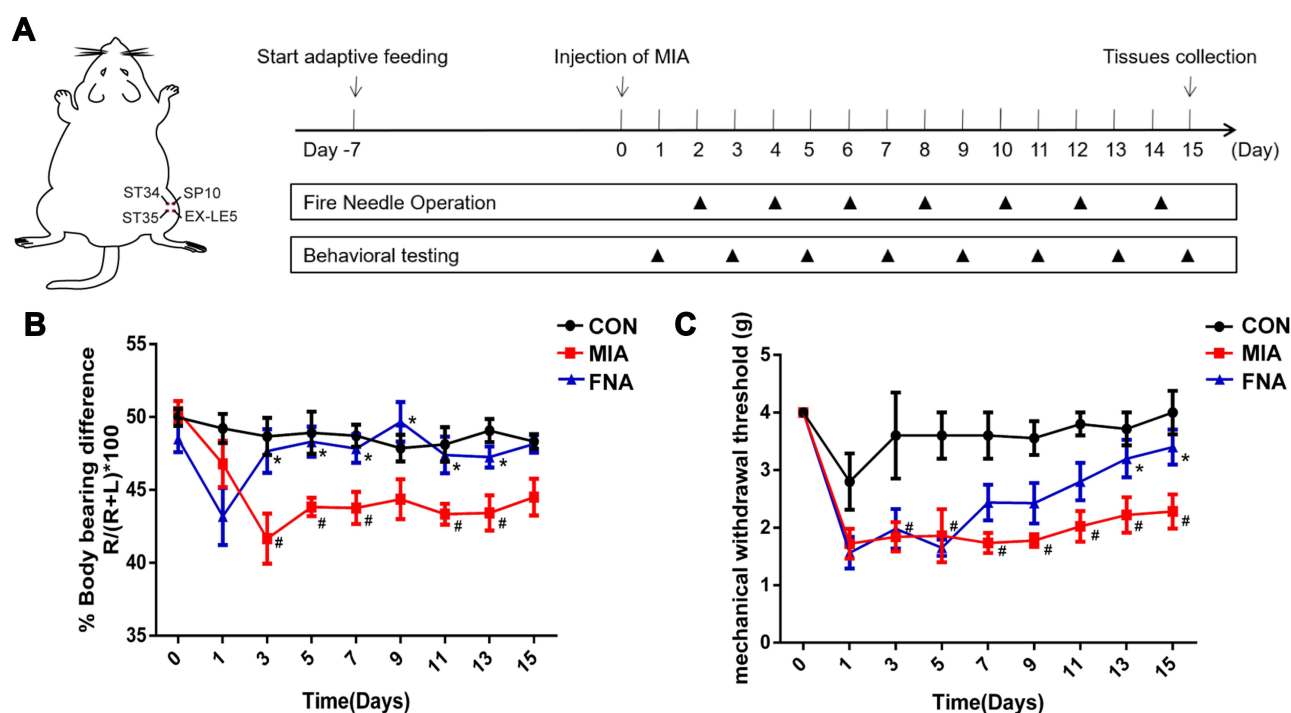 A
Start adaptive feeding
Injection of MIA
Tissues collection
Day -7
0 1 2 3 4 5 6 7 8 9 10 11 12 13 14 15 (Day)
ST34 SP10
ST35 EX-LE5
Fire Needle Operation
Behavioral testing
B
CON
MIA
FNA
% Body bearing difference
R/(R+L)*100
55
50
45
40
35
* * * * * *
# # # # #
0 1 3 5 7 9 11 13 15
Time(Days)
C
CON
MIA
FNA
mechanical withdrawal threshold (g)
5
4
3
2
1
0
* *
# # # # # # #
0 1 3 5 7 9 11 13 15
Time(Days)